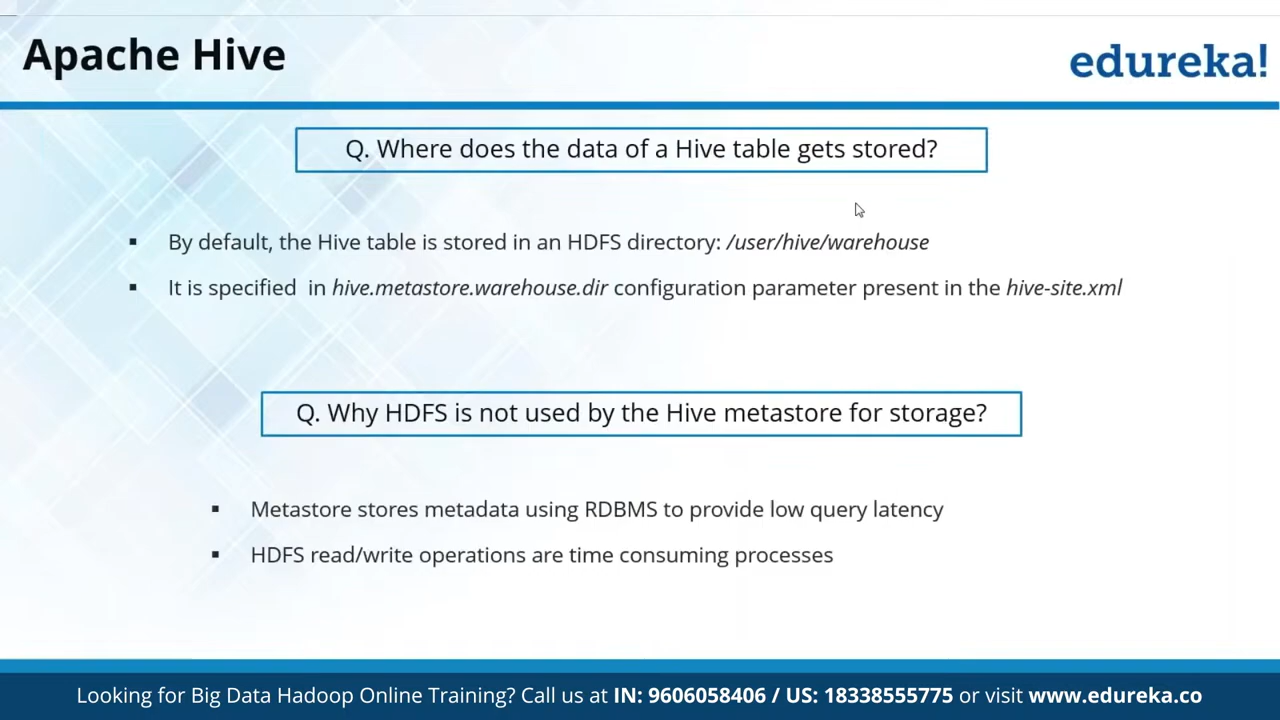 Apache Hive
edureka!
Q. Where does the data of a Hive table gets stored?
▪ By default, the Hive table is stored in an HDFS directory: /user/hive/warehouse
▪ It is specified in hive.metastore.warehouse.dir configuration parameter present in the hive-site.xml
Q. Why HDFS is not used by the Hive metastore for storage?
▪ Metastore stores metadata using RDBMS to provide low query latency
▪ HDFS read/write operations are time consuming processes
Looking for Big Data Hadoop Online Training? Call us at IN: 9606058406 / US: 18338555775 or visit www.edureka.co